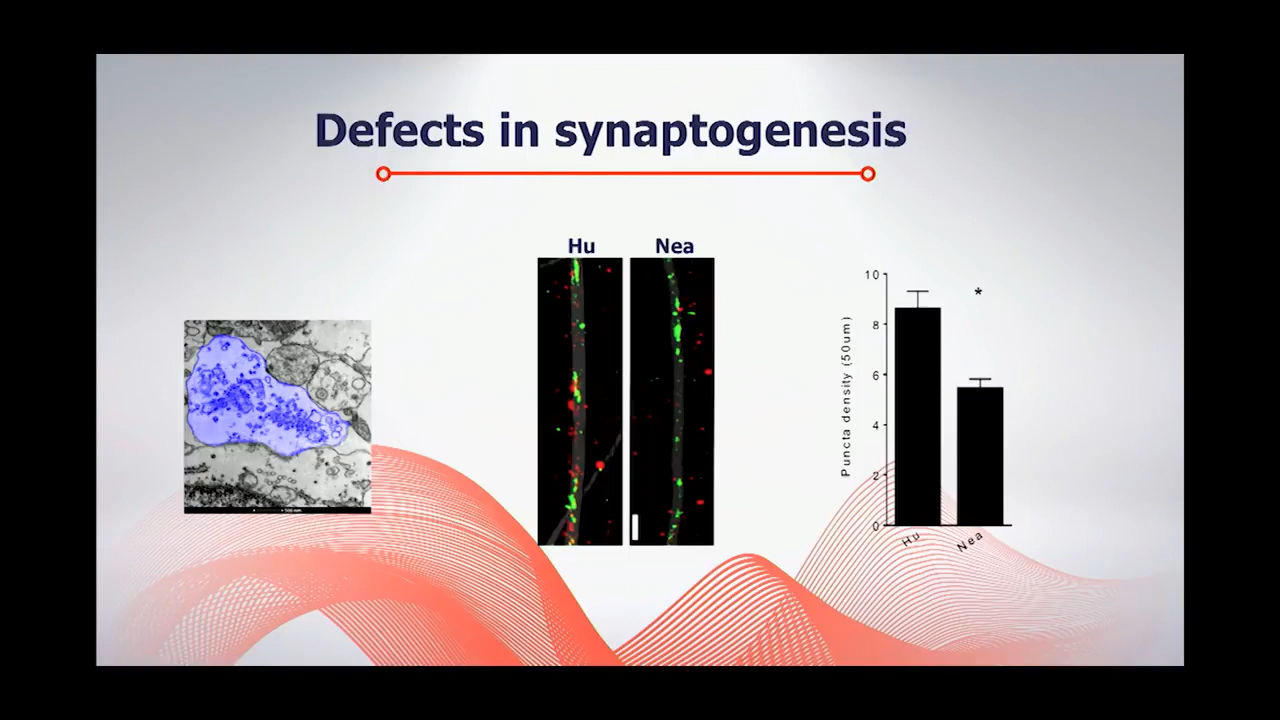 Defects in synaptogenesis
Hu Nea
Puncta density (50um)
10
8
6
4
2
0
*
Hu Nea